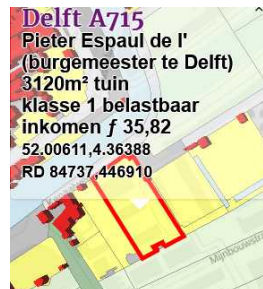 Delft A715
Pieter Espaul de l'
(burgemeester te Delft)
3120m² tuin
klasse 1 belastbaar
inkomen ƒ 35,82
52.00611,4.36388
RD 84737,446910
Mijnbouwstra